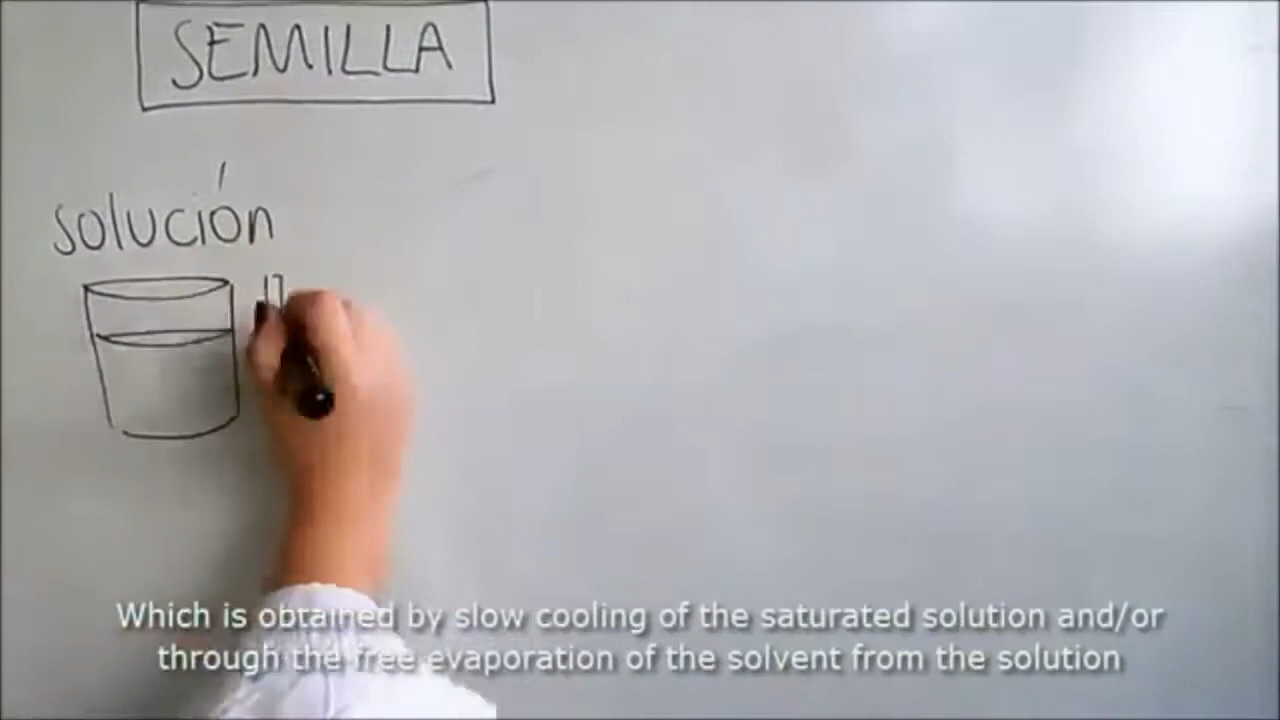 SEMILLA
solución
Which is obtained by slow cooling of the saturated solution and/or
through the free evaporation of the solvent from the solution